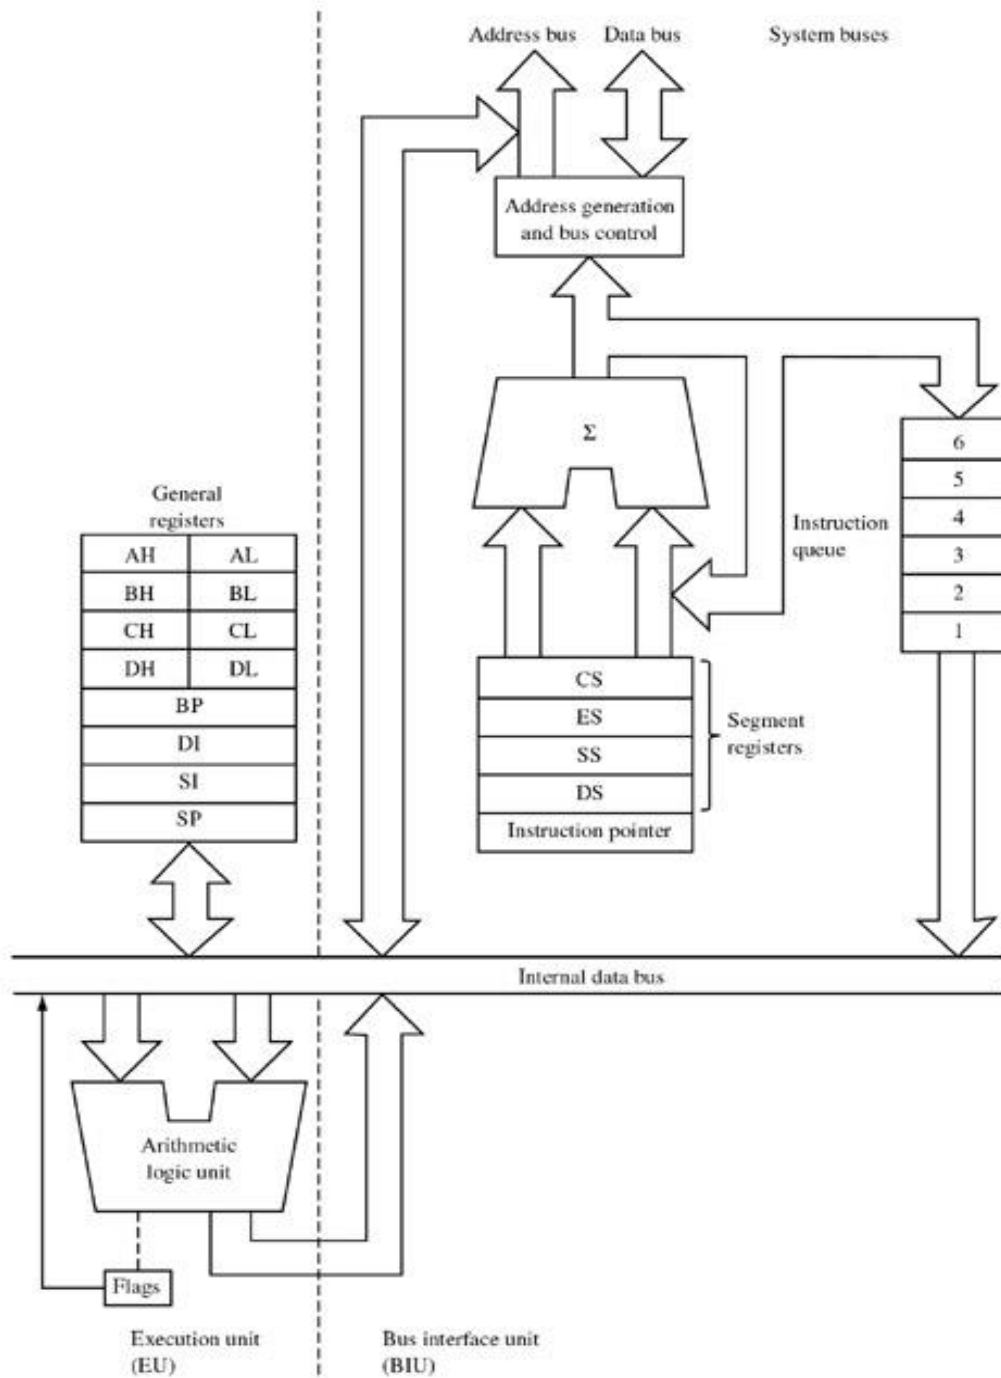 Address bus
Data bus
System buses
Address generation
and bus control
Σ
General
registers
AH
AL
BH
BL
CH
CL
DH
DL
BP
DI
SI
SP
6
5
4
3
2
1
Instruction
queue
CS
ES
SS
DS
Instruction pointer
Segment
registers
Internal data bus
Arithmetic
logic unit
Flags
Execution unit
(EU)
Bus interface unit
(BIU)